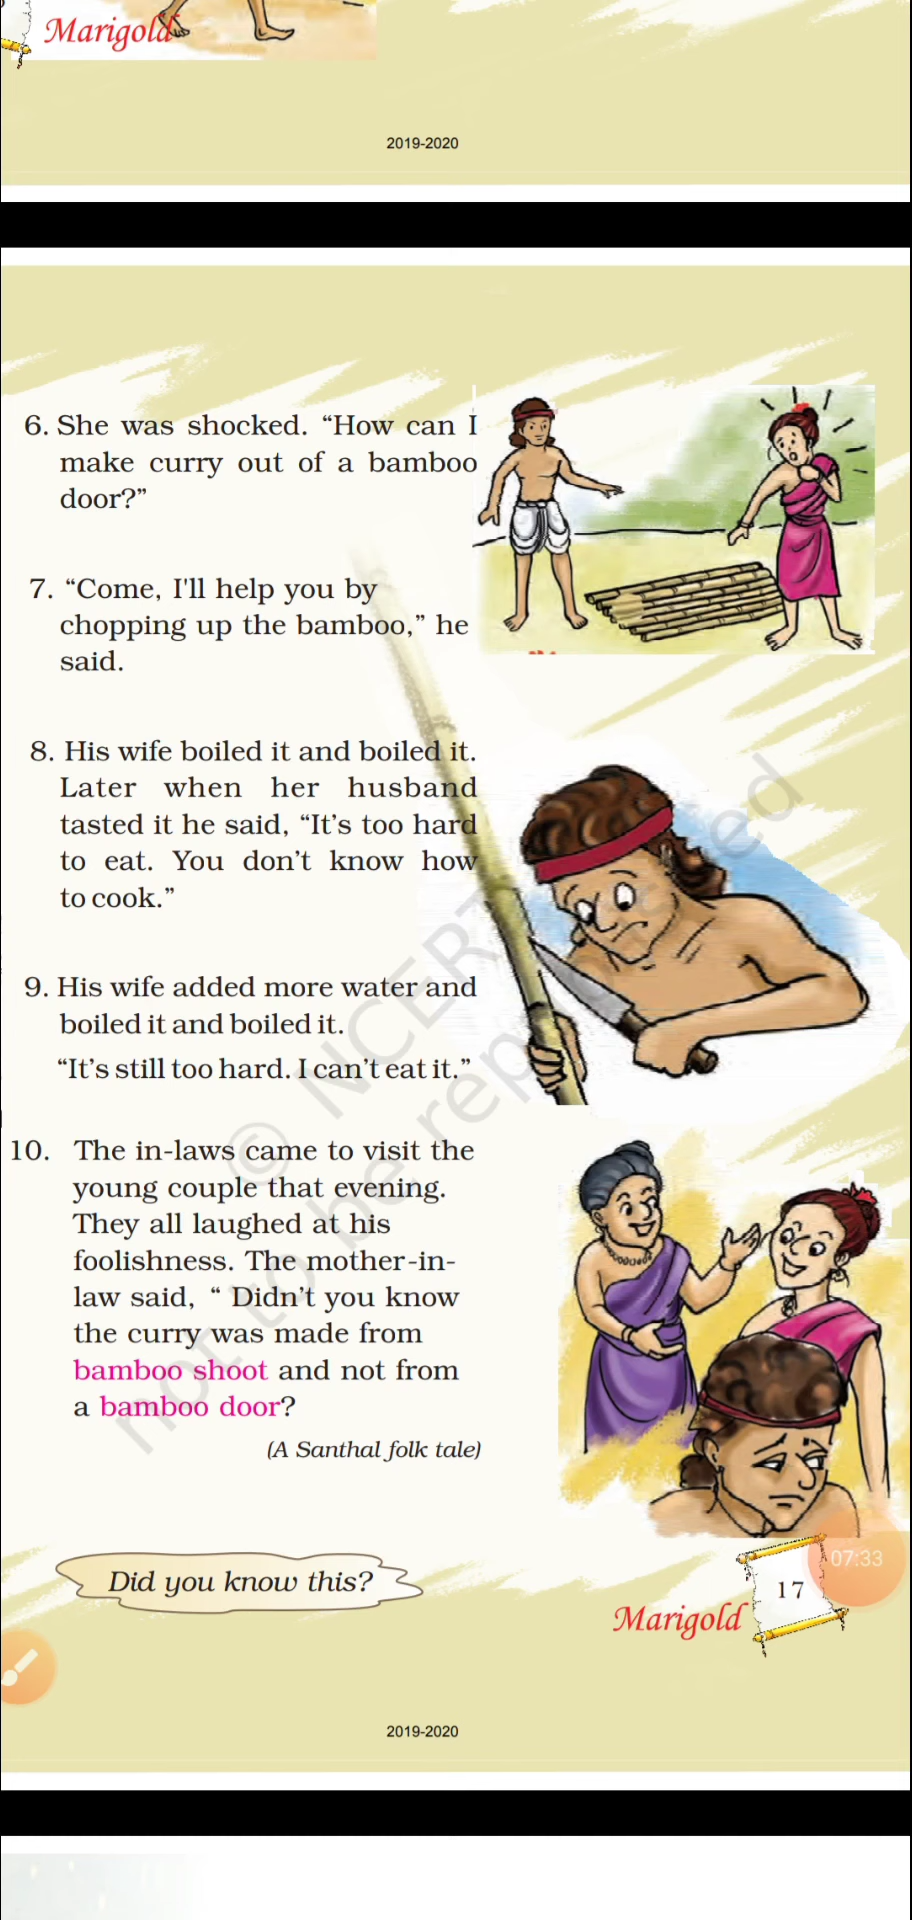 Marigold
2019-2020
6. She was shocked. “How can I
make curry out of a bamboo
door?”
7. “Come, I'll help you by
chopping up the bamboo,” he
said.
8. His wife boiled it and boiled it.
Later when her husband
tasted it he said, “It’s too hard
to eat. You don’t know how
to cook.”
9. His wife added more water and
boiled it and boiled it.
“It’s still too hard. I can’t eat it.”
10. The in-laws came to visit the
young couple that evening.
They all laughed at his
foolishness. The mother-in-
law said, “ Didn’t you know
the curry was made from
bamboo shoot and not from
a bamboo door?
(A Santhal folk tale)
Did you know this?
07:33
17
Marigold
2019-2020
© NCERT
not to be republished